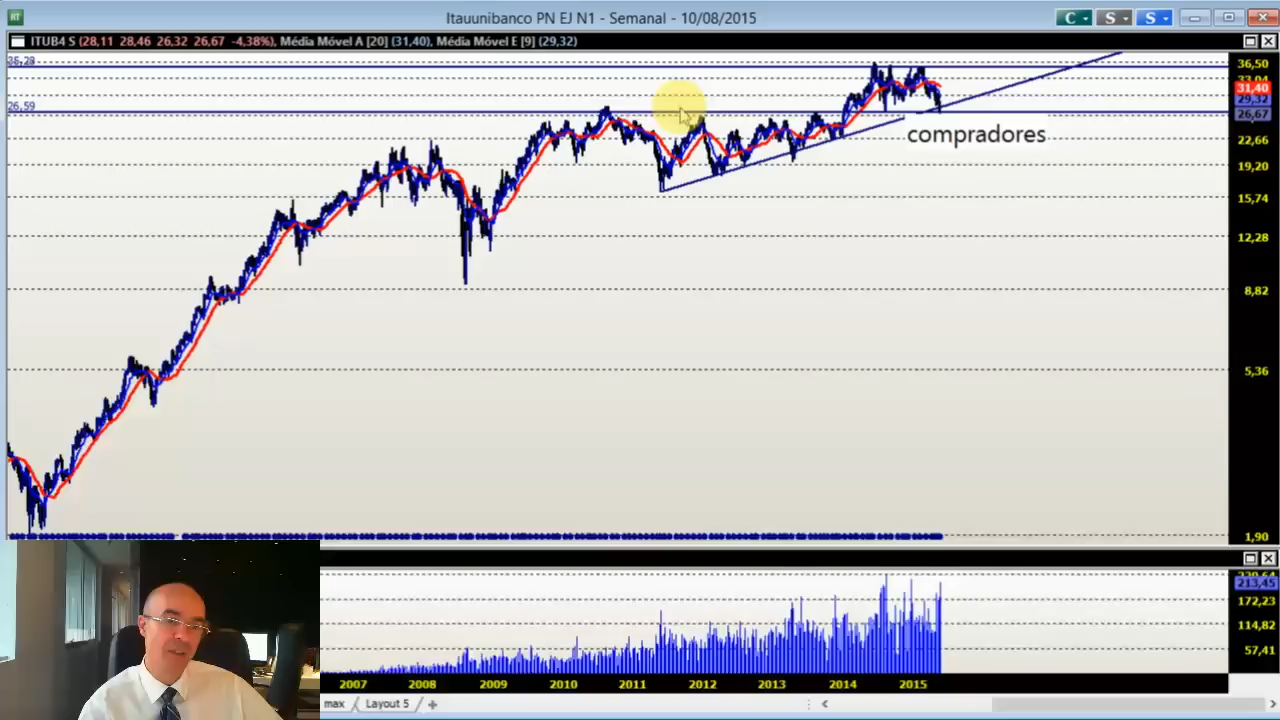 Itauunibanco PN EJ N1 - Semanal - 10/08/2015
C S S
ITUB4 S (28,11 28,46 26,32 26,67 -4,38%), Média Móvel A [20] (31,40), Média Móvel E [9] (29,32)
36,50
31,40
26,59
26,67
compradores
22,66
19,20
15,74
12,28
8,82
5,36
1,90
213,45
172,23
114,82
57,41
2007 2008 2009 2010 2011 2012 2013 2014 2015
max Layout 5